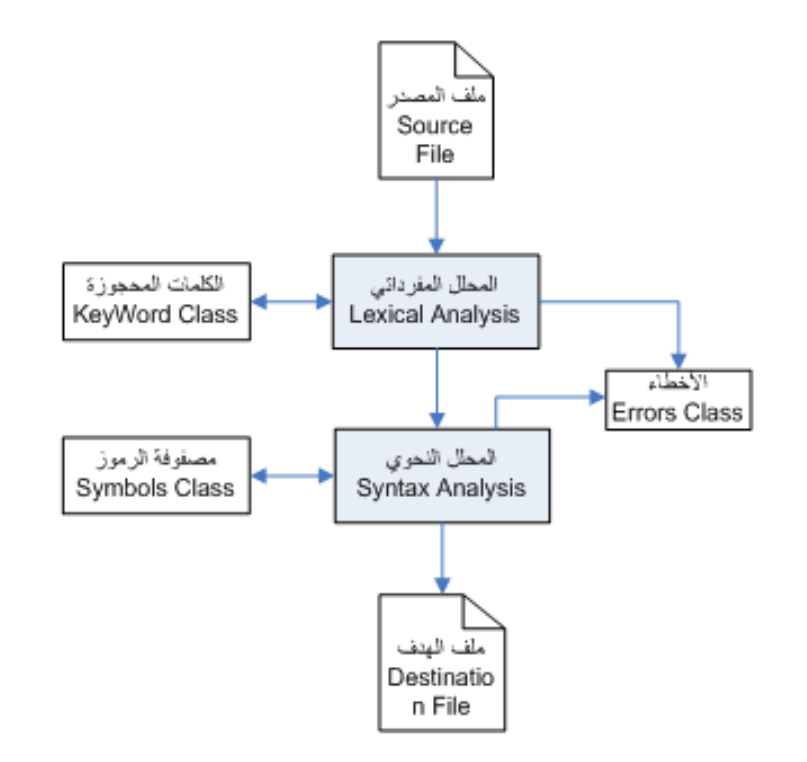 ملف المصدر
Source
File
الكلمات المحجوزة
KeyWord Class
المحلل المفرداتي
Lexical Analysis
الأخطاء
Errors Class
مصفوفة الرموز
Symbols Class
المحلل النحوي
Syntax Analysis
ملف الهدف
Destinatio
n File